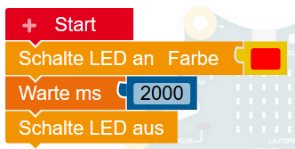 + Start
Schalte LED an Farbe
Warte ms 2000
Schalte LED aus